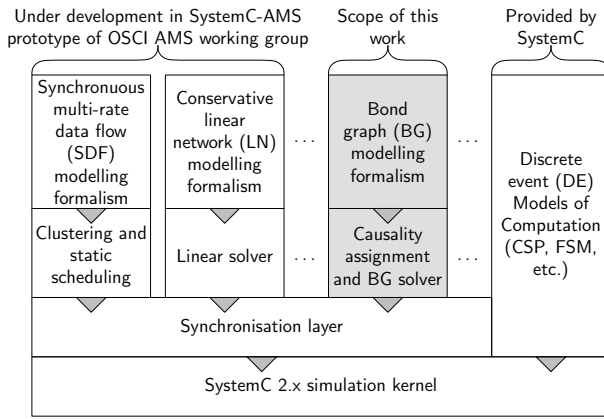 Under development in SystemC-AMS
prototype of OSCI AMS working group
Scope of this
work
Provided by
SystemC
Synchronuous
multi-rate
data flow
(SDF)
modelling
formalism
Conservative
linear
network (LN)
modelling
formalism
...
Bond
graph (BG)
modelling
formalism
...
Discrete
event (DE)
Models of
Computation
(CSP, FSM,
etc.)
Clustering and
static
scheduling
Linear solver
...
Causality
assignment
and BG solver
...
Synchronisation layer
SystemC 2.x simulation kernel